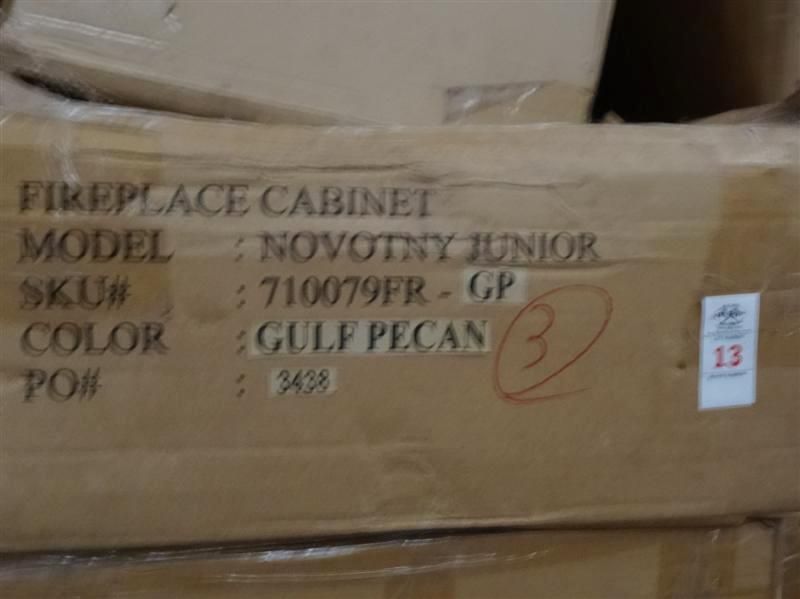 FIREPLACE CABINET
MODEL : NOVOTNY JUNIOR
SKU# : 710079FR - GP
COLOR : GULF PECAN
PO# : 3438
3
13